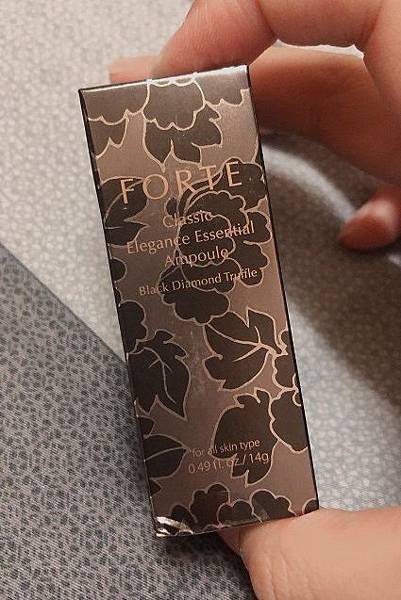 FORTE
Classic
Elegance Essential
Ampoule
Black Diamond Truffle
for all skin type
0.49 fl. oz./14g